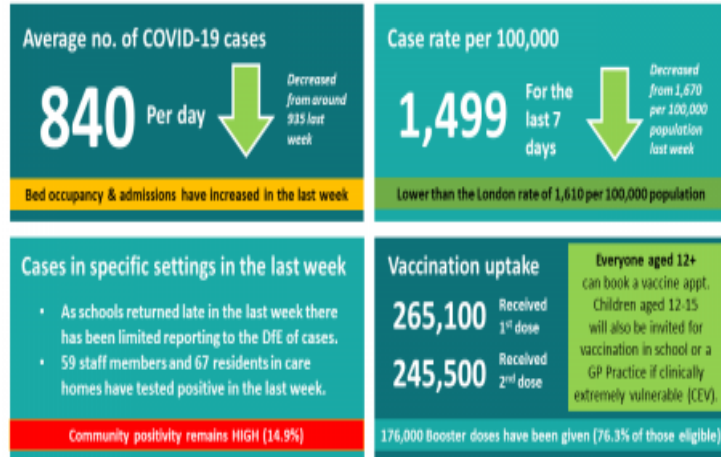 Average no. of COVID-19 cases
840 Per day
Decreased
from around
935 last
week
Bed occupancy & admissions have increased in the last week
Case rate per 100,000
1,499
For the
last 7
days
Decreased
from 1,670
per 100,000
population
last week
Lower than the London rate of 1,610 per 100,000 population
Cases in specific settings in the last week
• As schools returned late in the last week there
has been limited reporting to the DfE of cases.
• 59 staff members and 67 residents in care
homes have tested positive in the last week.
Community positivity remains HIGH (14.9%)
Vaccination uptake
265,100 Received
1st dose
245,500 Received
2nd dose
Everyone aged 12+
can book a vaccine appt.
Children aged 12-15
will also be invited for
vaccination in school or a
GP Practice if clinically
extremely vulnerable (CEV).
176,000 Booster doses have been given (76.3% of those eligible)